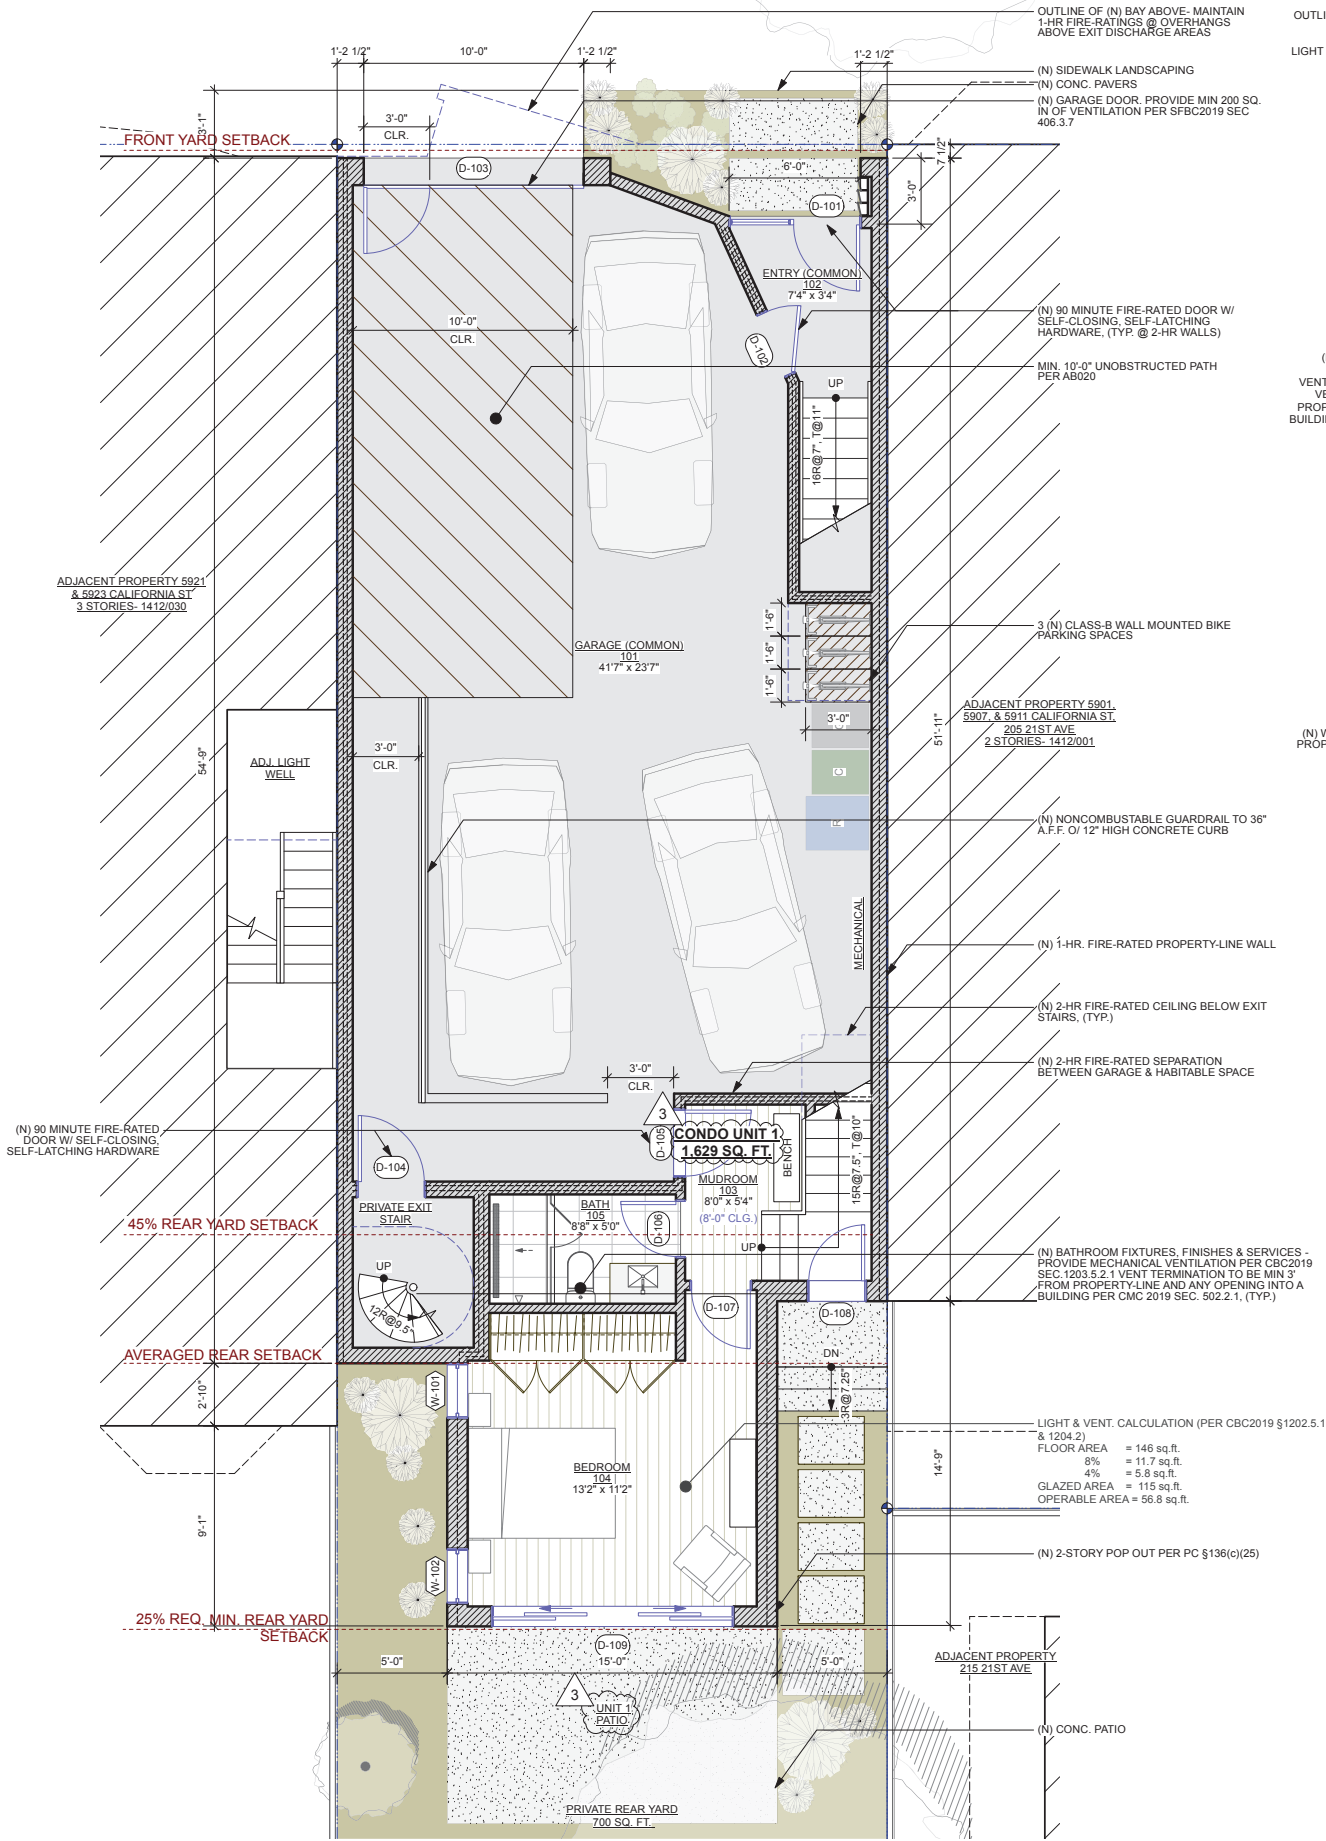 OUTLINE OF (N) BAY ABOVE- MAINTAIN
1-HR FIRE-RATINGS @ OVERHANGS
ABOVE EXIT DISCHARGE AREAS
1'-2 1/2"
10'-0"
1'-2 1/2"
1'-2 1/2"
LIGHT
(N) SIDEWALK LANDSCAPING
(N) CONC. PAVERS
(N) GARAGE DOOR. PROVIDE MIN 200 SQ.
IN OF VENTILATION PER SFBC2019 SEC
406.3.7
3'-1"
3'-0"
CLR.
FRONT YARD SETBACK
7 1/2"
D-103
6'-0"
3'-0"
D-101
ENTRY (COMMON)
102
7'4" x 3'4"
(N) 90 MINUTE FIRE-RATED DOOR W/
SELF-CLOSING, SELF-LATCHING
HARDWARE, (TYP. @ 2-HR WALLS)
10'-0"
CLR.
D-102
MIN. 10'-0" UNOBSTRUCTED PATH
PER AB020
UP
16R@7", T@11"
ADJACENT PROPERTY 5921
& 5923 CALIFORNIA ST
3 STORIES- 1412/030
1'-6"
1'-6"
1'-6"
3 (N) CLASS-B WALL MOUNTED BIKE
PARKING SPACES
GARAGE (COMMON)
101
41'7" x 23'7"
ADJACENT PROPERTY 5901,
5907, & 5911 CALIFORNIA ST,
205 21ST AVE
2 STORIES- 1412/001
3'-0"
51'-11"
54'-9"
3'-0"
CLR.
ADJ. LIGHT
WELL
C
R
(N) NONCOMBUSTABLE GUARDRAIL TO 36"
A.F.F. O/ 12" HIGH CONCRETE CURB
MECHANICAL
(N) 1-HR. FIRE-RATED PROPERTY-LINE WALL
(N) 2-HR FIRE-RATED CEILING BELOW EXIT
STAIRS, (TYP.)
3'-0"
CLR.
(N) 2-HR FIRE-RATED SEPARATION
BETWEEN GARAGE & HABITABLE SPACE
3
(N) 90 MINUTE FIRE-RATED
DOOR W/ SELF-CLOSING,
SELF-LATCHING HARDWARE
D-105
CONDO UNIT 1
1,629 SQ. FT.
BENCH
15R@7.5", T@10"
D-104
MUDROOM
103
8'0" x 5'4"
(8'-0" CLG.)
PRIVATE EXIT
STAIR
BATH
105
8'8" x 5'0"
D-106
45% REAR YARD SETBACK
UP
UP
12R@9.5"
(N) BATHROOM FIXTURES, FINISHES & SERVICES -
PROVIDE MECHANICAL VENTILATION PER CBC2019
SEC.1203.5.2.1 VENT TERMINATION TO BE MIN 3'
FROM PROPERTY-LINE AND ANY OPENING INTO A
BUILDING PER CMC 2019 SEC. 502.2.1, (TYP.)
D-107
D-108
AVERAGED REAR SETBACK
DN
3R@7.25"
2'-10"
W-101
LIGHT & VENT. CALCULATION (PER CBC2019 §1202.5.1
& 1204.2)
FLOOR AREA = 146 sq.ft.
8% = 11.7 sq.ft.
4% = 5.8 sq.ft.
GLAZED AREA = 115 sq.ft.
OPERABLE AREA = 56.8 sq.ft.
BEDROOM
104
13'2" x 11'2"
14'-9"
9'-1"
W-102
(N) 2-STORY POP OUT PER PC §136(c)(25)
25% REQ. MIN. REAR YARD
SETBACK
D-109
5'-0"
15'-0"
5'-0"
ADJACENT PROPERTY
215 21ST AVE
3
UNIT 1
PATIO
(N) CONC. PATIO
PRIVATE REAR YARD
700 SQ. FT.